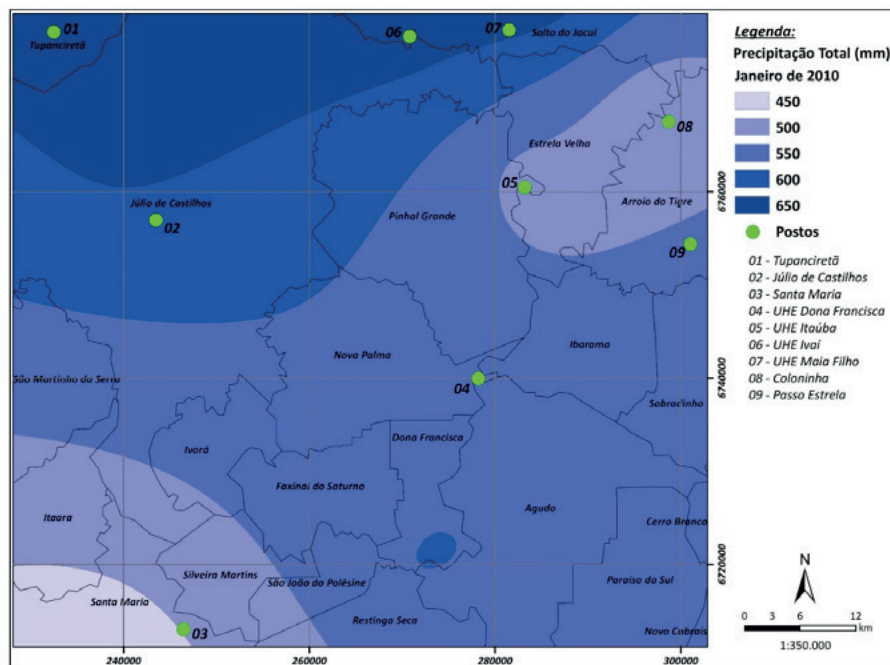 01
Tupanciretã
06
07
Salto do Jacuí
08
Estrela Velha
05
Arroio do Tigre
Júlio de Castilhos
02
Pinhal Grande
09
Nova Palma
Ibarama
São Martinho da Serra
04
Sobradinho
Dona Francisca
Ivorá
Faxinal do Soturno
Agudo
Itaara
Cerro Branco
Silveira Martins
São João do Polêsine
Paraíso do Sul
Santa Maria
Restinga Seca
03
Novo Cabrais
240000
260000
280000
300000
6760000
6740000
6720000
Legenda:
Precipitação Total (mm)
Janeiro de 2010
450
500
550
600
650
Postos
01 - Tupanciretã
02 - Júlio de Castilhos
03 - Santa Maria
04 - UHE Dona Francisca
05 - UHE Itaúba
06 - UHE Ivaí
07 - UHE Maia Filho
08 - Coloninha
09 - Passo Estrela
N
0 3 6 12
km
1:350.000